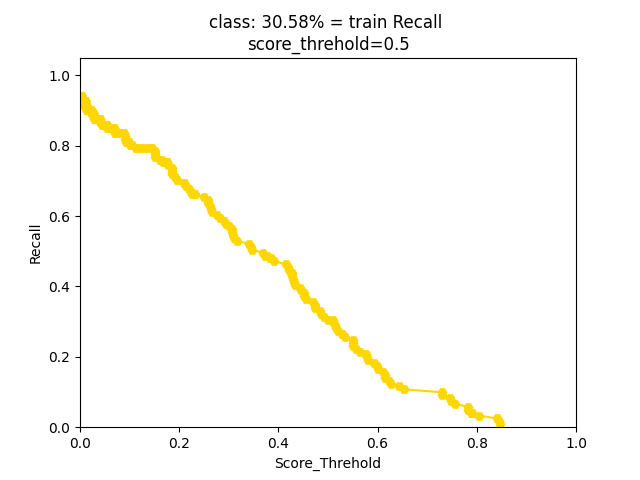 class: 30.58% = train Recall
score_threhold=0.5
Recall
1.0
0.8
0.6
0.4
0.2
0.0
0.0 0.2 0.4 0.6 0.8 1.0
Score_Threhold